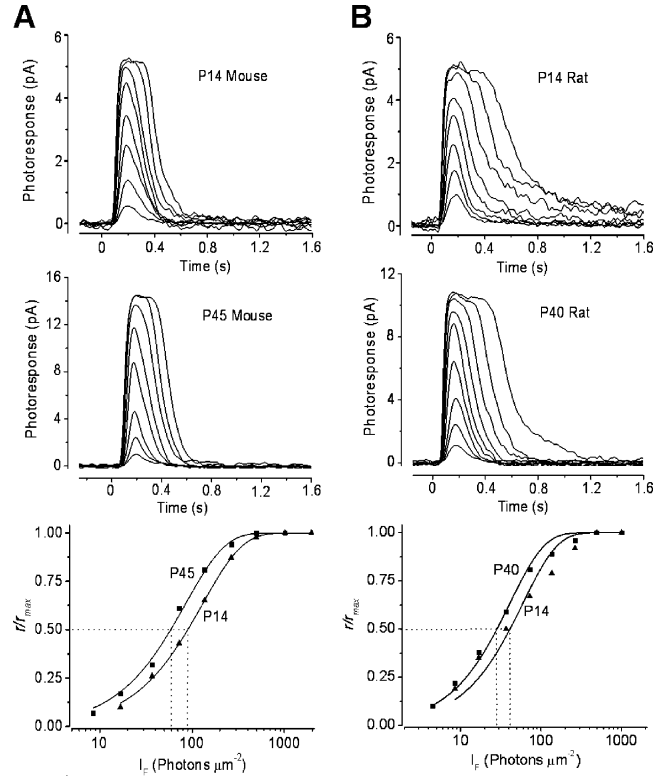 A
B
6
4
2
0
Photoresponse (pA)
P14 Mouse
0 0.4 0.8 1.2 1.6
Time (s)
6
4
2
0
Photoresponse (pA)
P14 Rat
0 0.4 0.8 1.2 1.6
Time (s)
16
12
8
4
0
Photoresponse (pA)
P45 Mouse
0 0.4 0.8 1.2 1.6
Time (s)
12
8
4
0
Photoresponse (pA)
P40 Rat
0 0.4 0.8 1.2 1.6
Time (s)
1.00
0.75
0.50
0.25
0.00
r/rmax
P45
P14
10 100 1000
IF (Photons μm-2)
1.00
0.75
0.50
0.25
0.00
r/rmax
P40
P14
10 100 1000
IF (Photons μm-2)